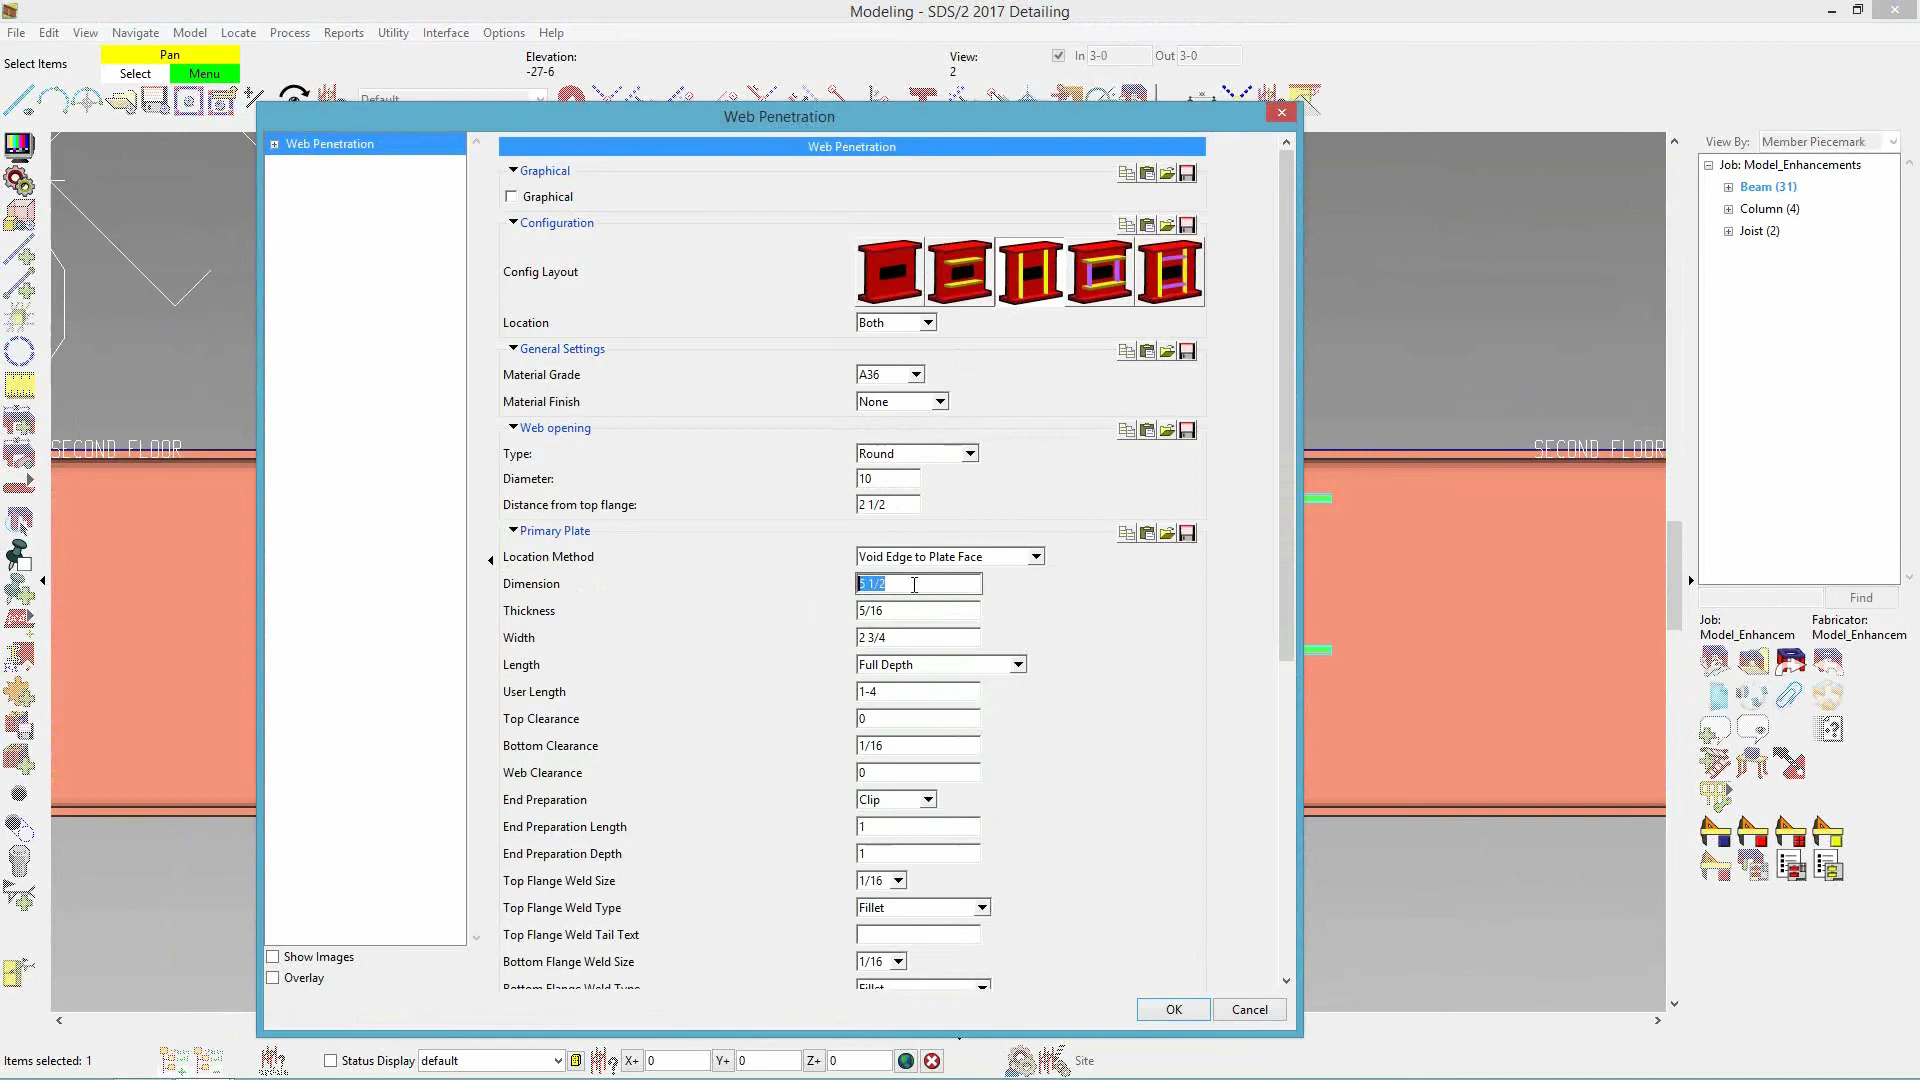 Modeling - SDS/2 2017 Detailing
File Edit View Navigate Model Locate Process Reports Utility Interface Options Help
Select Items
Pan
Select Menu
Elevation:
-27-6
View:
2
In 3-0 Out 3-0
Default
Web Penetration
Web Penetration
Web Penetration
Graphical
Graphical
Configuration
Config Layout
Location Both
General Settings
Material Grade A36
Material Finish None
Web opening
Type: Round
Diameter: 10
Distance from top flange: 2 1/2
Primary Plate
Location Method Void Edge to Plate Face
Dimension 5 1/2
Thickness 5/16
Width 2 3/4
Length Full Depth
User Length 1-4
Top Clearance 0
Bottom Clearance 1/16
Web Clearance 0
End Preparation Clip
End Preparation Length 1
End Preparation Depth 1
Top Flange Weld Size 1/16
Top Flange Weld Type Fillet
Top Flange Weld Tail Text
Bottom Flange Weld Size 1/16
Bottom Flange Weld Type Fillet
Show Images
Overlay
OK Cancel
SECOND FLOOR
SECOND FLOOR
View By: Member Piecemark
Job: Model_Enhancements
Beam (31)
Column (4)
Joist (2)
Find
Job: Fabricator:
Model_Enhancem Model_Enhancem
Items selected: 1
Status Display default
X+ 0 Y+ 0 Z+ 0
Site